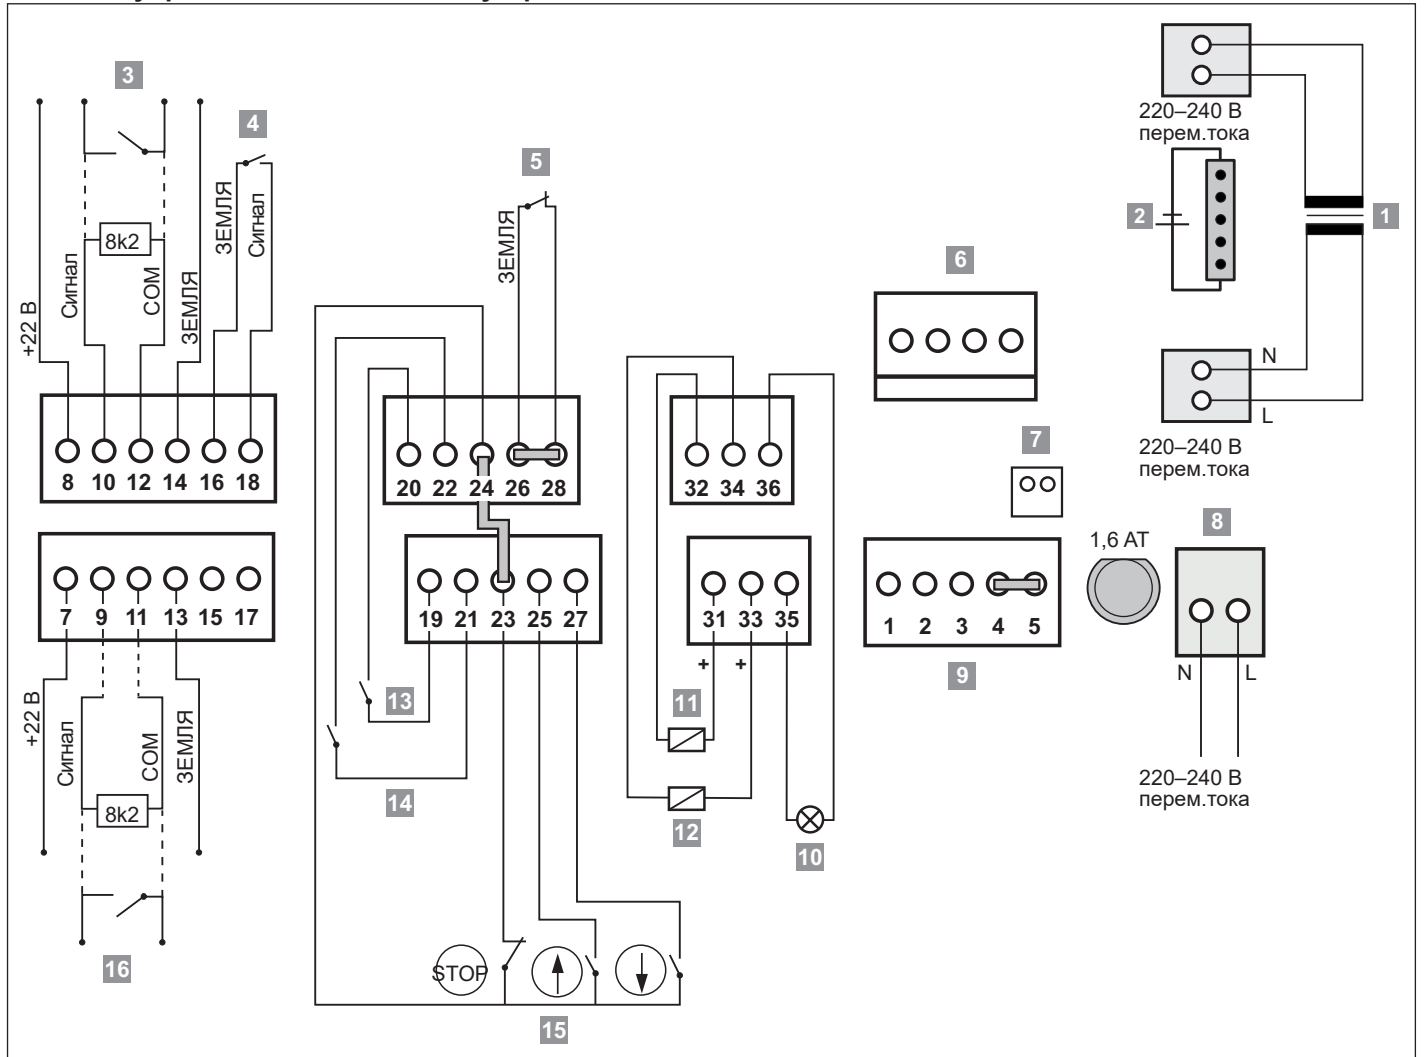 3
4
5
6
220–240 В
перем.тока
2
1
N
L
220–240 В
перем.тока
+22 В
Сигнал
8k2
COM
ЗЕМЛЯ
ЗЕМЛЯ
Сигнал
ЗЕМЛЯ
8 10 12 14 16 18
20 22 24 26 28
32 34 36
7
8
1,6 AT
7 9 11 13 15 17
19 21 23 25 27
31 33 35
+ +
1 2 3 4 5
9
N L
220–240 В
перем.тока
+22 В
Сигнал
8k2
COM
ЗЕМЛЯ
13
14
11
12
10
16
STOP
15